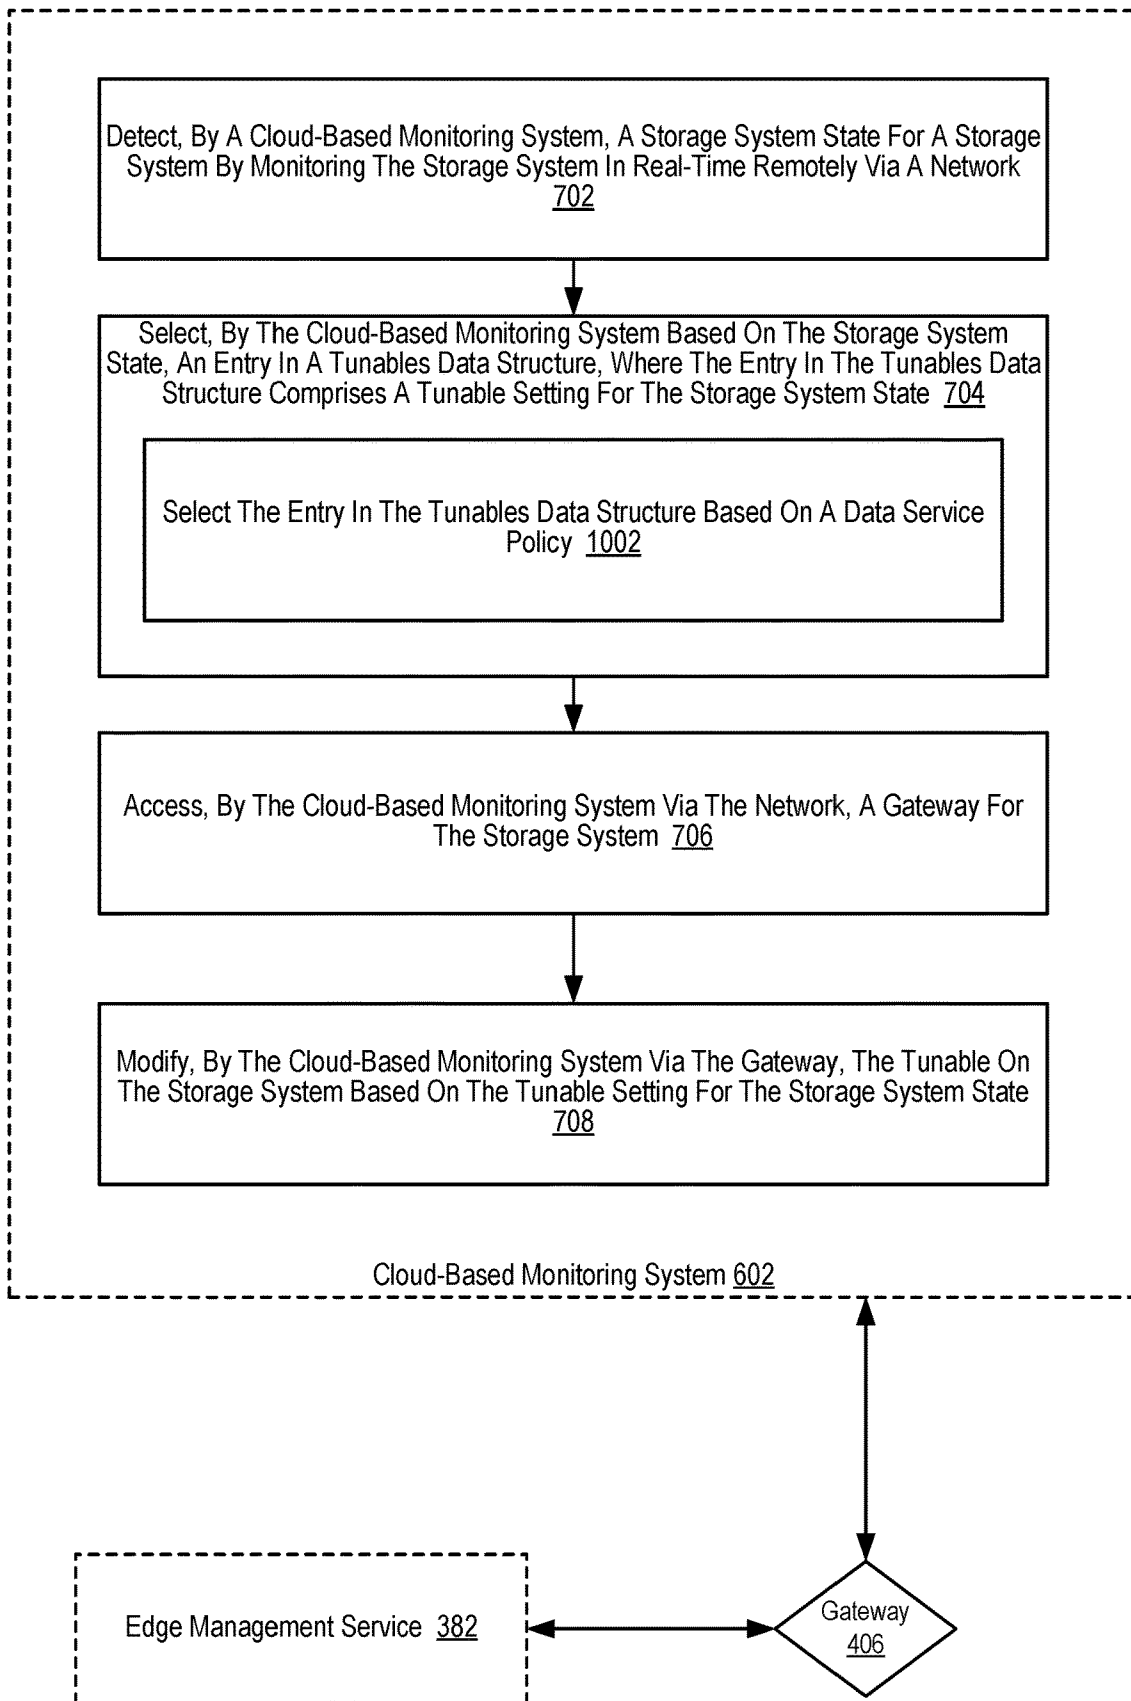 Detect, By A Cloud-Based Monitoring System, A Storage System State For A Storage
System By Monitoring The Storage System In Real-Time Remotely Via A Network
702
Select, By The Cloud-Based Monitoring System Based On The Storage System
State, An Entry In A Tunables Data Structure, Where The Entry In The Tunables Data
Structure Comprises A Tunable Setting For The Storage System State 704
Select The Entry In The Tunables Data Structure Based On A Data Service
Policy 1002
Access, By The Cloud-Based Monitoring System Via The Network, A Gateway For
The Storage System 706
Modify, By The Cloud-Based Monitoring System Via The Gateway, The Tunable On
The Storage System Based On The Tunable Setting For The Storage System State
708
Cloud-Based Monitoring System 602
Edge Management Service 382
Gateway
406